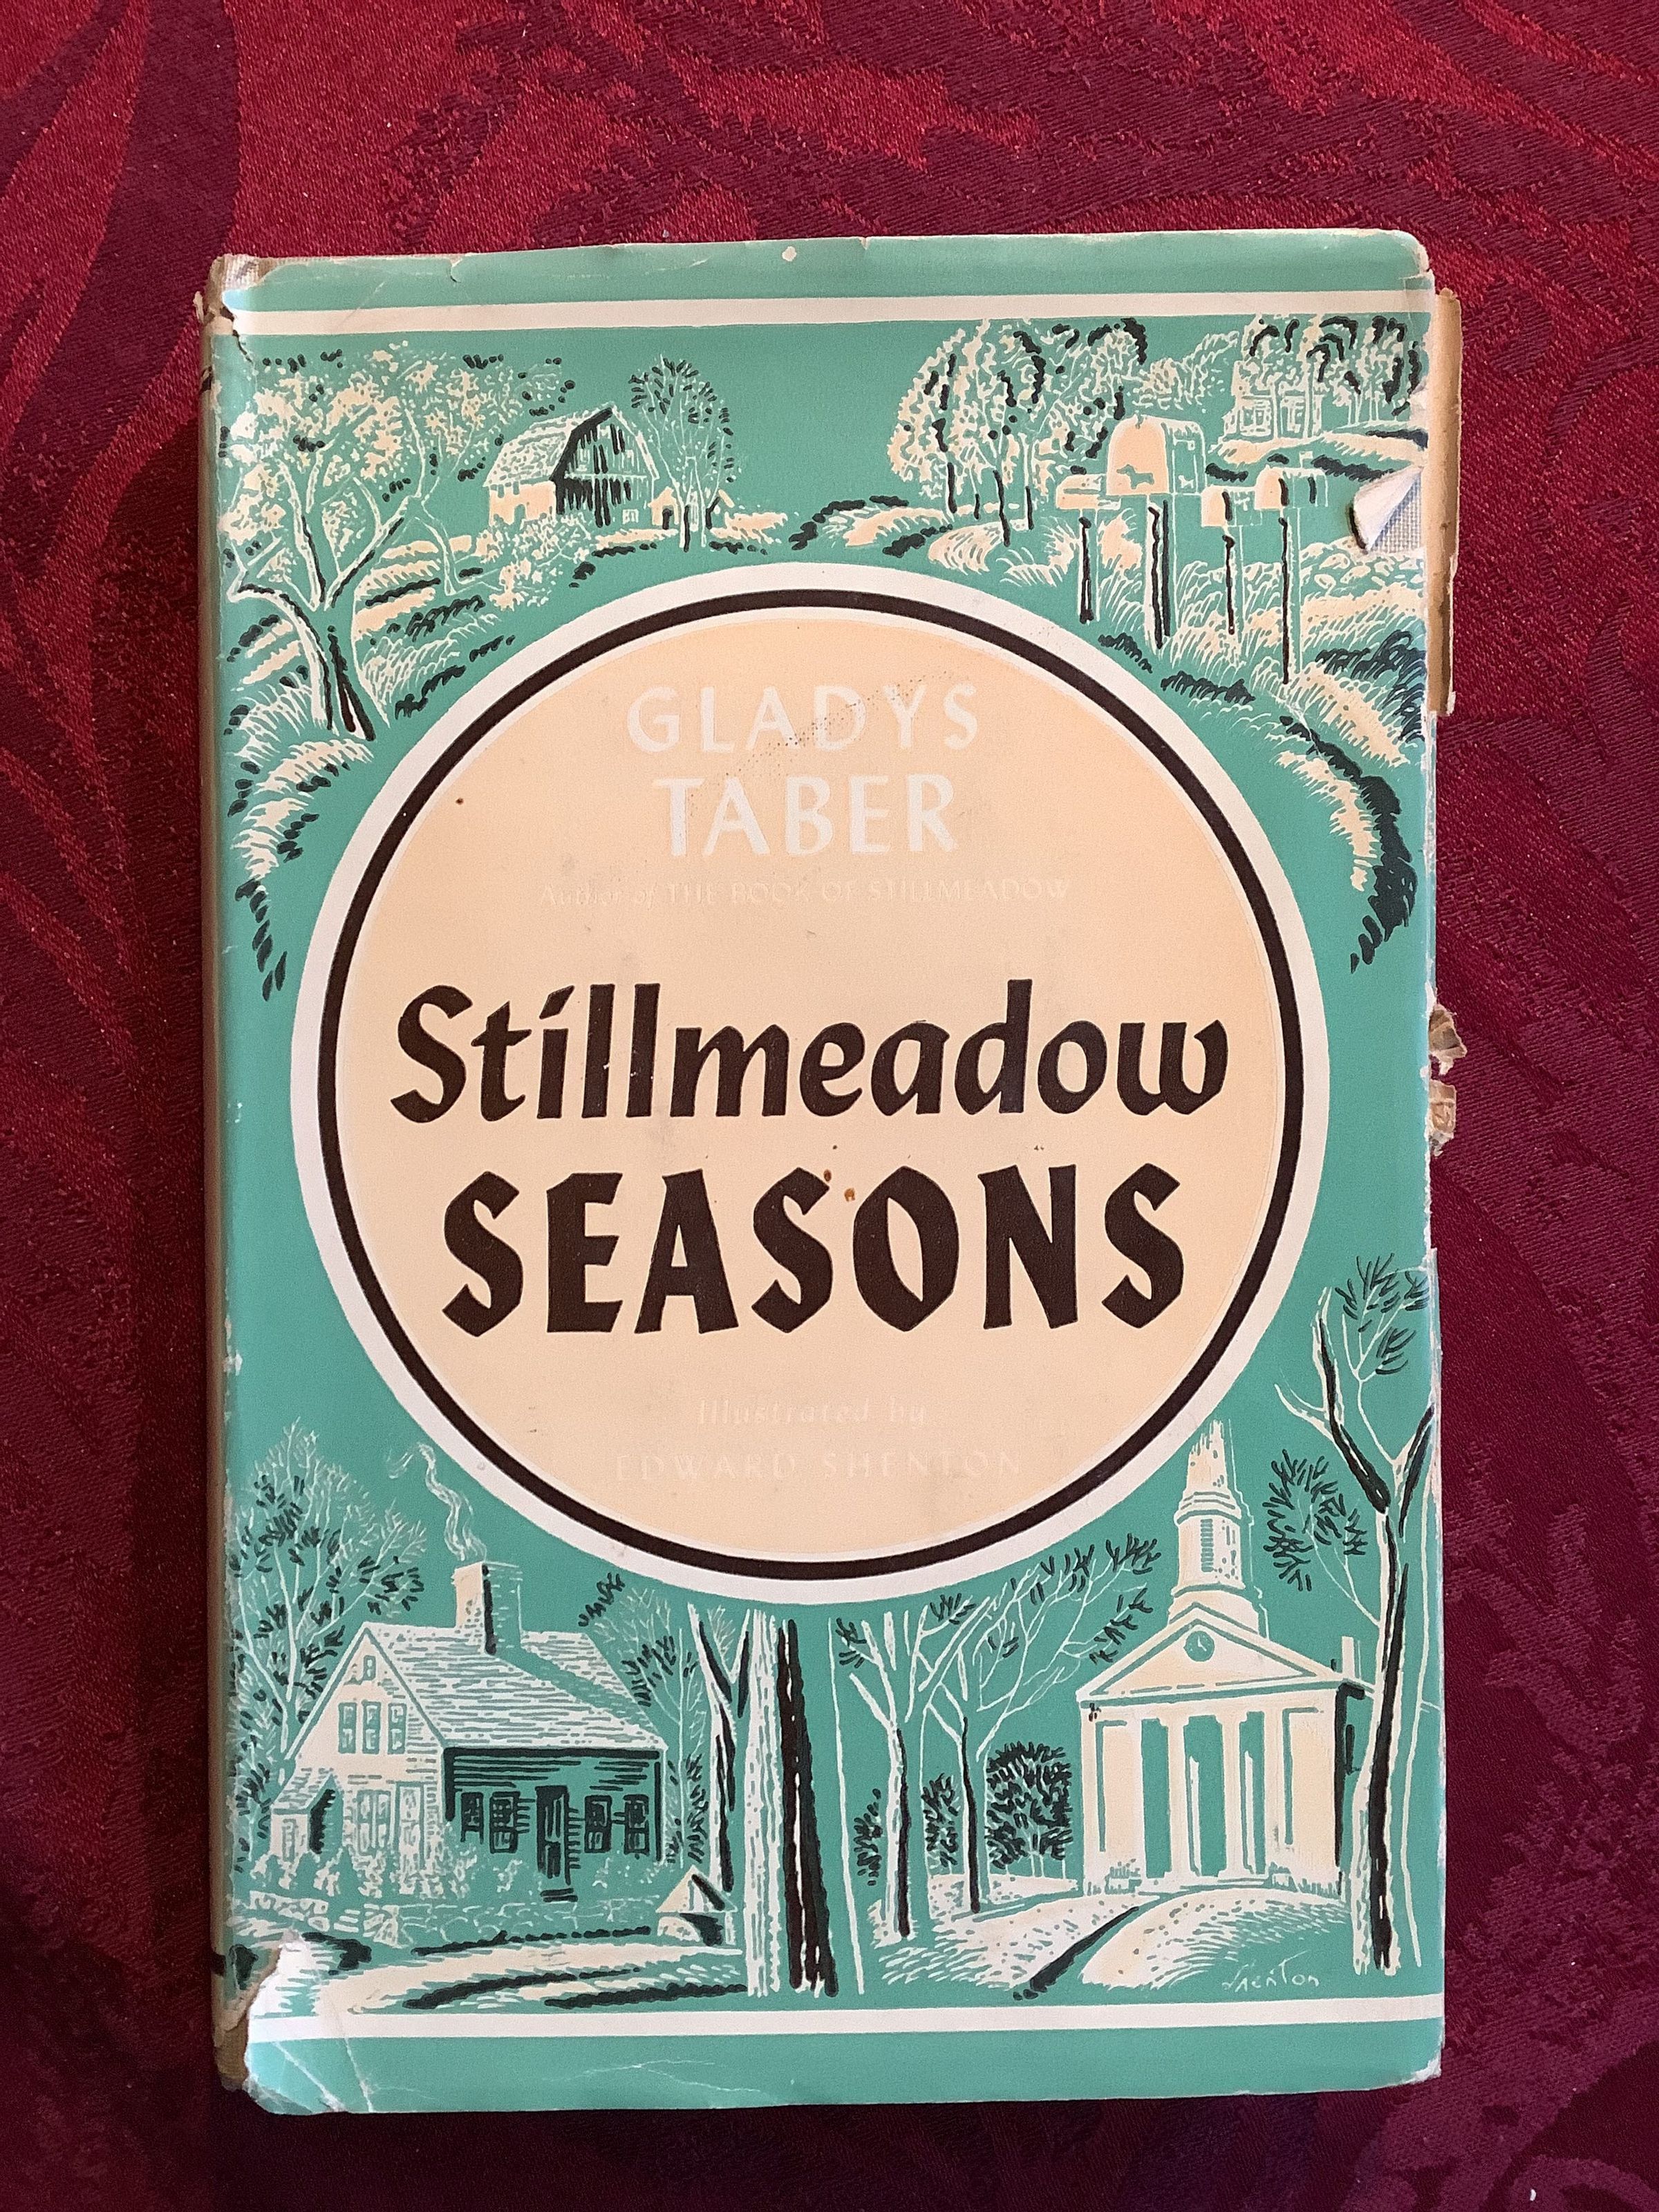 GLADYS
TABER
Author of THE BOOK OF STILLMEADOW
Stillmeadow
SEASONS
Illustrated by
EDWARD SHENTON
Shenton